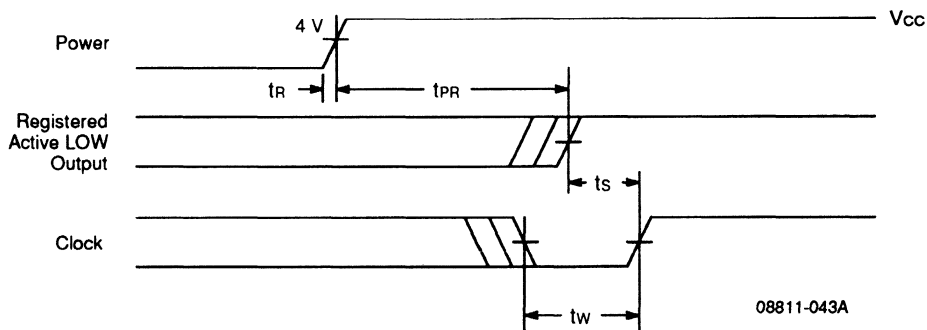 4 V
VCC
Power
tR
tPR
Registered
Active LOW
Output
tS
Clock
tW
08811-043A